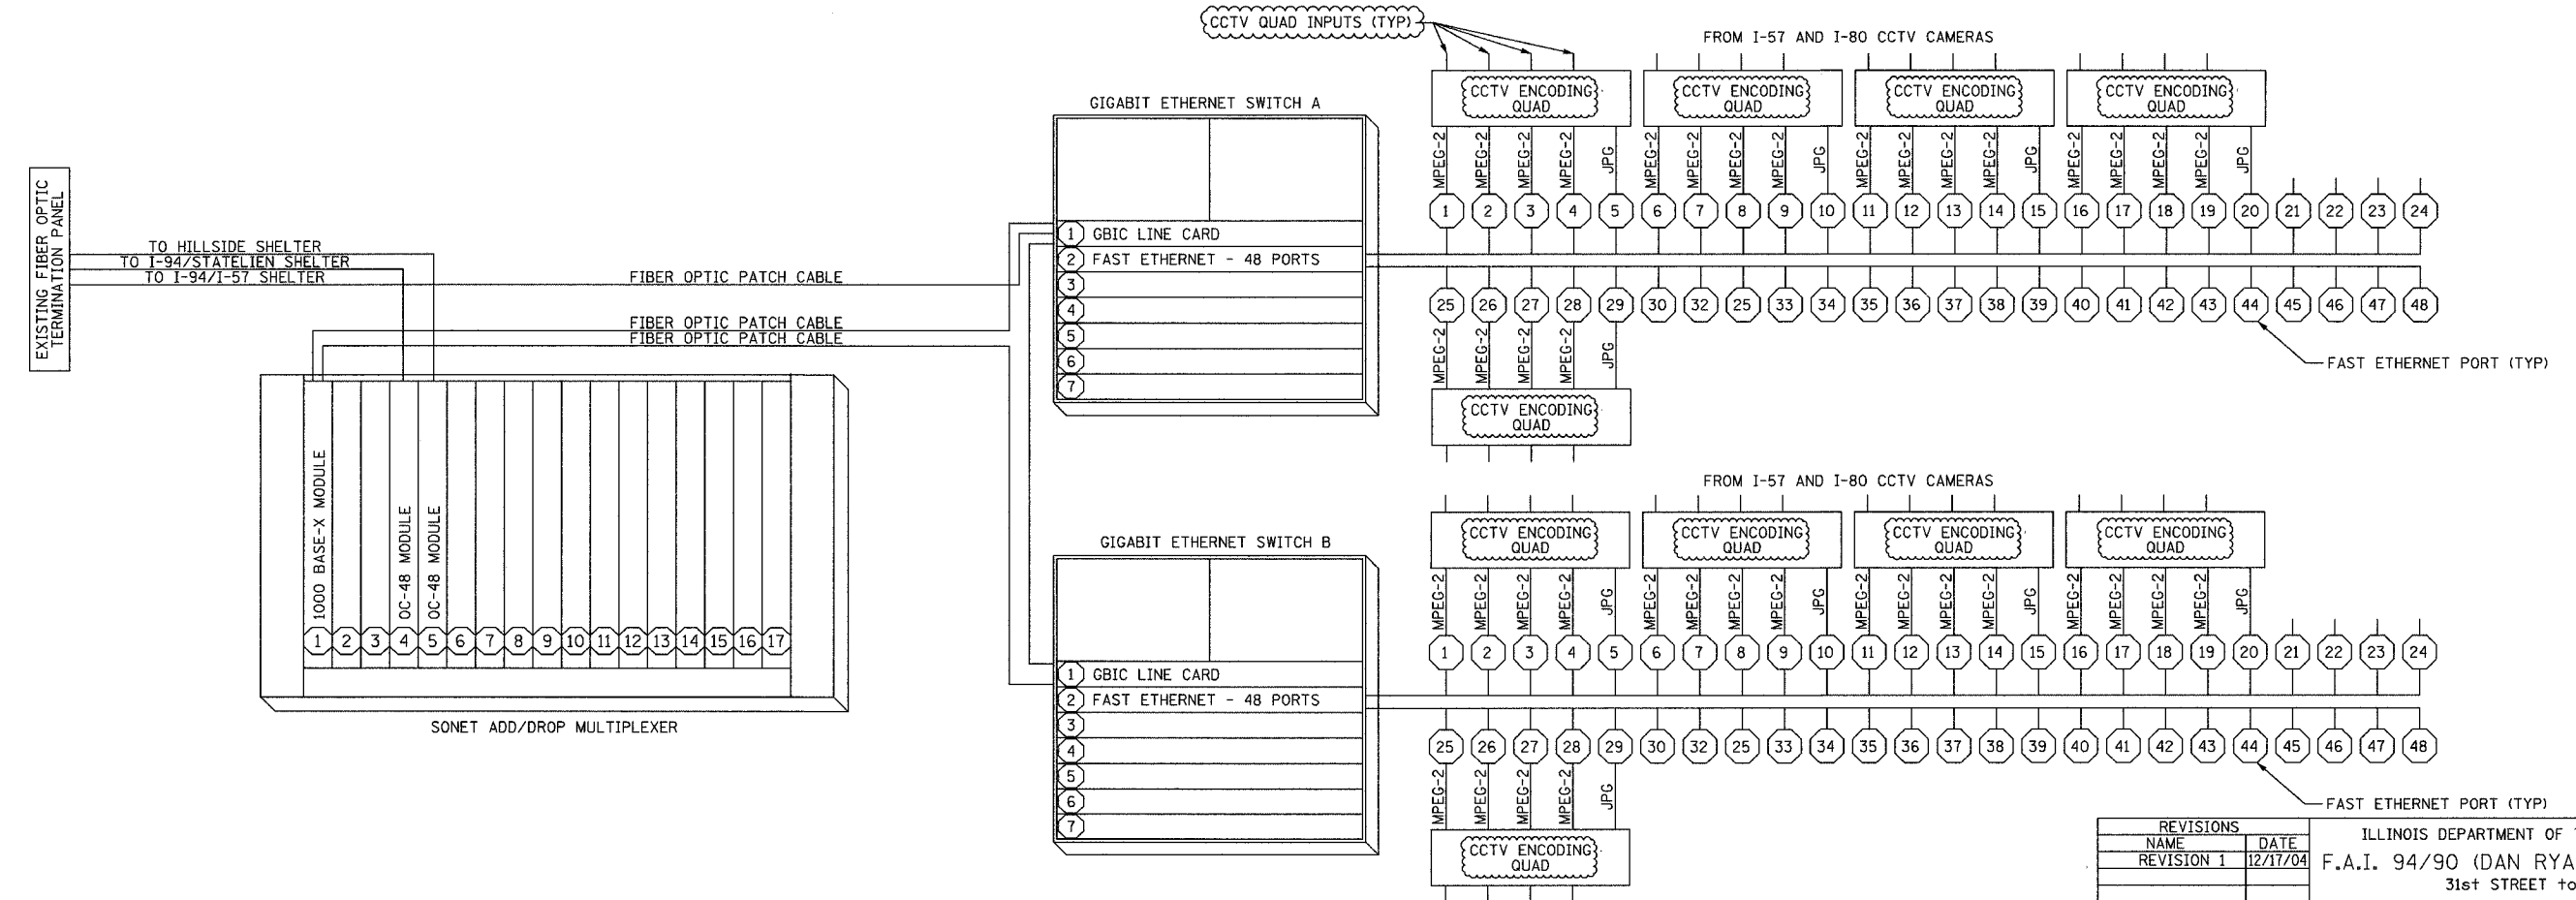 CCTV QUAD INPUTS (TYP)
FROM I-57 AND I-80 CCTV CAMERAS
CCTV ENCODING
QUAD
CCTV ENCODING
QUAD
CCTV ENCODING
QUAD
CCTV ENCODING
QUAD
MPEG-2 MPEG-2 MPEG-2 MPEG-2 JPG MPEG-2 MPEG-2 MPEG-2 MPEG-2 JPG MPEG-2 MPEG-2 MPEG-2 MPEG-2 JPG MPEG-2 MPEG-2 MPEG-2 MPEG-2 JPG
1 2 3 4 5 6 7 8 9 10 11 12 13 14 15 16 17 18 19 20 21 22 23 24
25 26 27 28 29 30 32 25 33 34 35 36 37 38 39 40 41 42 43 44 45 46 47 48
MPEG-2 MPEG-2 MPEG-2 MPEG-2 JPG
FAST ETHERNET PORT (TYP)
CCTV ENCODING
QUAD
GIGABIT ETHERNET SWITCH A
1 GBIC LINE CARD
2 FAST ETHERNET - 48 PORTS
3
4
5
6
7
EXISTING FIBER OPTIC
TERMINATION PANEL
TO HILLSIDE SHELTER
TO I-94/STATELIEN SHELTER
TO I-94/I-57 SHELTER
FIBER OPTIC PATCH CABLE
FIBER OPTIC PATCH CABLE
FIBER OPTIC PATCH CABLE
1000 BASE-X MODULE
OC-48 MODULE
OC-48 MODULE
1 2 3 4 5 6 7 8 9 10 11 12 13 14 15 16 17
SONET ADD/DROP MULTIPLEXER
FROM I-57 AND I-80 CCTV CAMERAS
CCTV ENCODING
QUAD
CCTV ENCODING
QUAD
CCTV ENCODING
QUAD
CCTV ENCODING
QUAD
MPEG-2 MPEG-2 MPEG-2 MPEG-2 JPG MPEG-2 MPEG-2 MPEG-2 MPEG-2 JPG MPEG-2 MPEG-2 MPEG-2 MPEG-2 JPG MPEG-2 MPEG-2 MPEG-2 MPEG-2 JPG
1 2 3 4 5 6 7 8 9 10 11 12 13 14 15 16 17 18 19 20 21 22 23 24
25 26 27 28 29 30 32 25 33 34 35 36 37 38 39 40 41 42 43 44 45 46 47 48
MPEG-2 MPEG-2 MPEG-2 MPEG-2 JPG
FAST ETHERNET PORT (TYP)
CCTV ENCODING
QUAD
GIGABIT ETHERNET SWITCH B
1 GBIC LINE CARD
2 FAST ETHERNET - 48 PORTS
3
4
5
6
7
REVISIONS
NAME DATE
REVISION 1 12/17/04
ILLINOIS DEPARTMENT OF
F.A.I. 94/90 (DAN RYA
31st STREET to